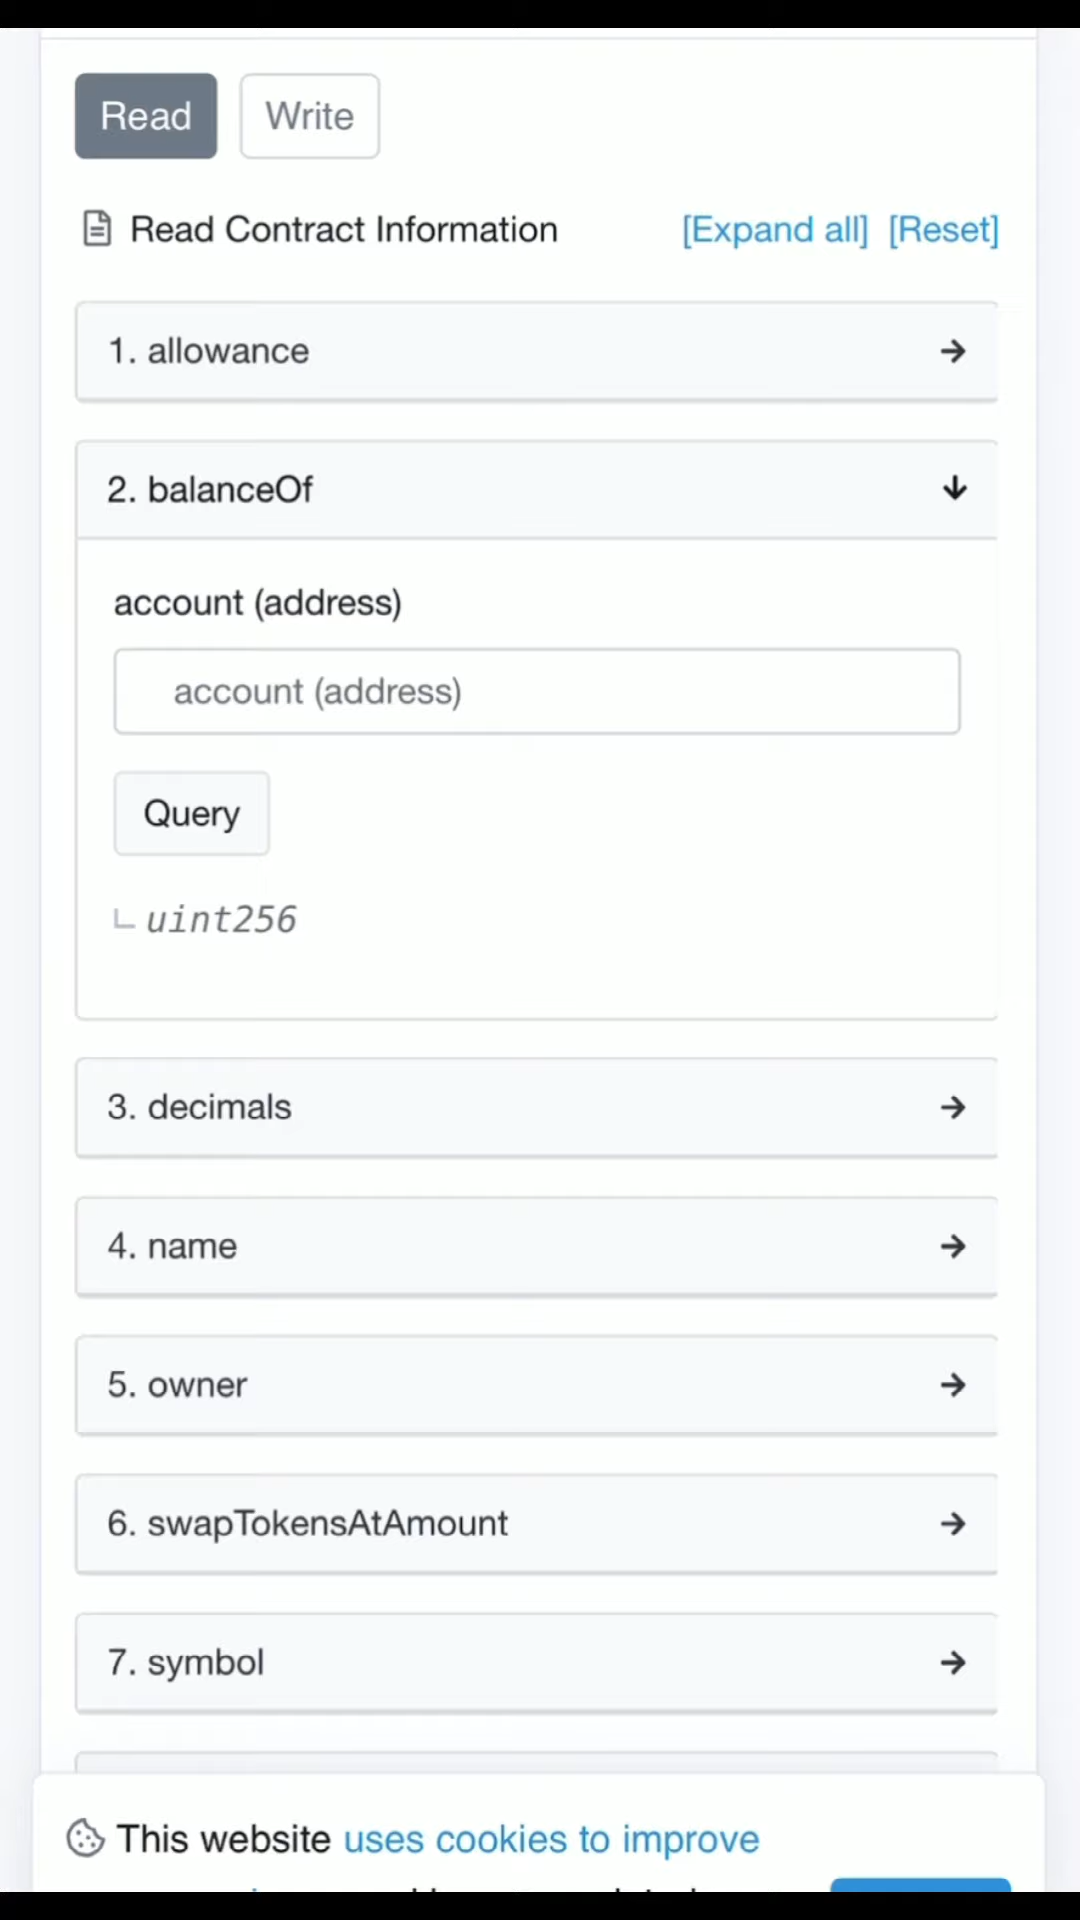 Read
Write
Read Contract Information
[Expand all] [Reset]
1. allowance
2. balanceOf
account (address)
account (address)
Query
uint256
3. decimals
4. name
5. owner
6. swapTokensAtAmount
7. symbol
This website uses cookies to improve